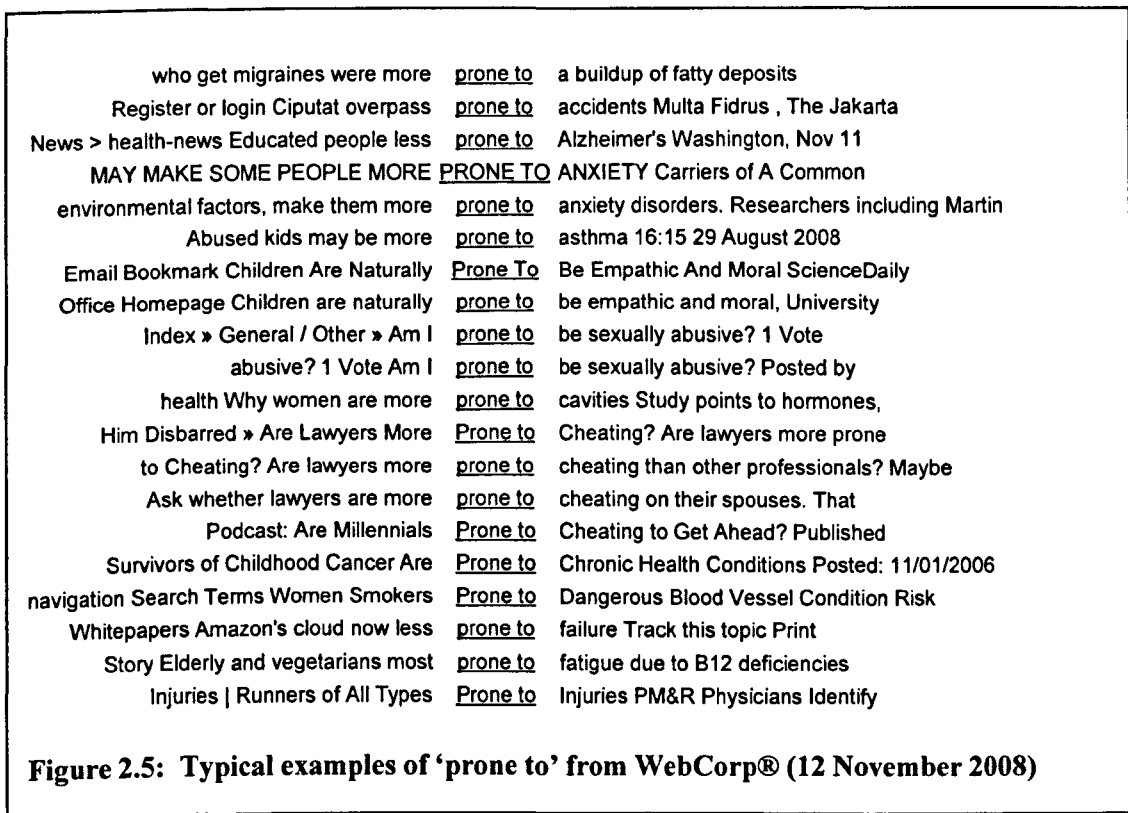 who get migraines were more prone to a buildup of fatty deposits
Register or login Ciputat overpass prone to accidents Multa Fidrus , The Jakarta
News > health-news Educated people less prone to Alzheimer's Washington, Nov 11
MAY MAKE SOME PEOPLE MORE PRONE TO ANXIETY Carriers of A Common
environmental factors, make them more prone to anxiety disorders. Researchers including Martin
Abused kids may be more prone to asthma 16:15 29 August 2008
Email Bookmark Children Are Naturally Prone To Be Empathic And Moral ScienceDaily
Office Homepage Children are naturally prone to be empathic and moral, University
Index » General / Other » Am I prone to be sexually abusive? 1 Vote
abusive? 1 Vote Am I prone to be sexually abusive? Posted by
health Why women are more prone to cavities Study points to hormones,
Him Disbarred » Are Lawyers More Prone to Cheating? Are lawyers more prone
to Cheating? Are lawyers more prone to cheating than other professionals? Maybe
Ask whether lawyers are more prone to cheating on their spouses. That
Podcast: Are Millennials Prone to Cheating to Get Ahead? Published
Survivors of Childhood Cancer Are Prone to Chronic Health Conditions Posted: 11/01/2006
navigation Search Terms Women Smokers Prone to Dangerous Blood Vessel Condition Risk
Whitepapers Amazon's cloud now less prone to failure Track this topic Print
Story Elderly and vegetarians most prone to fatigue due to B12 deficiencies
Injuries | Runners of All Types Prone to Injuries PM&R Physicians Identify
Figure 2.5: Typical examples of ‘prone to’ from WebCorp® (12 November 2008)